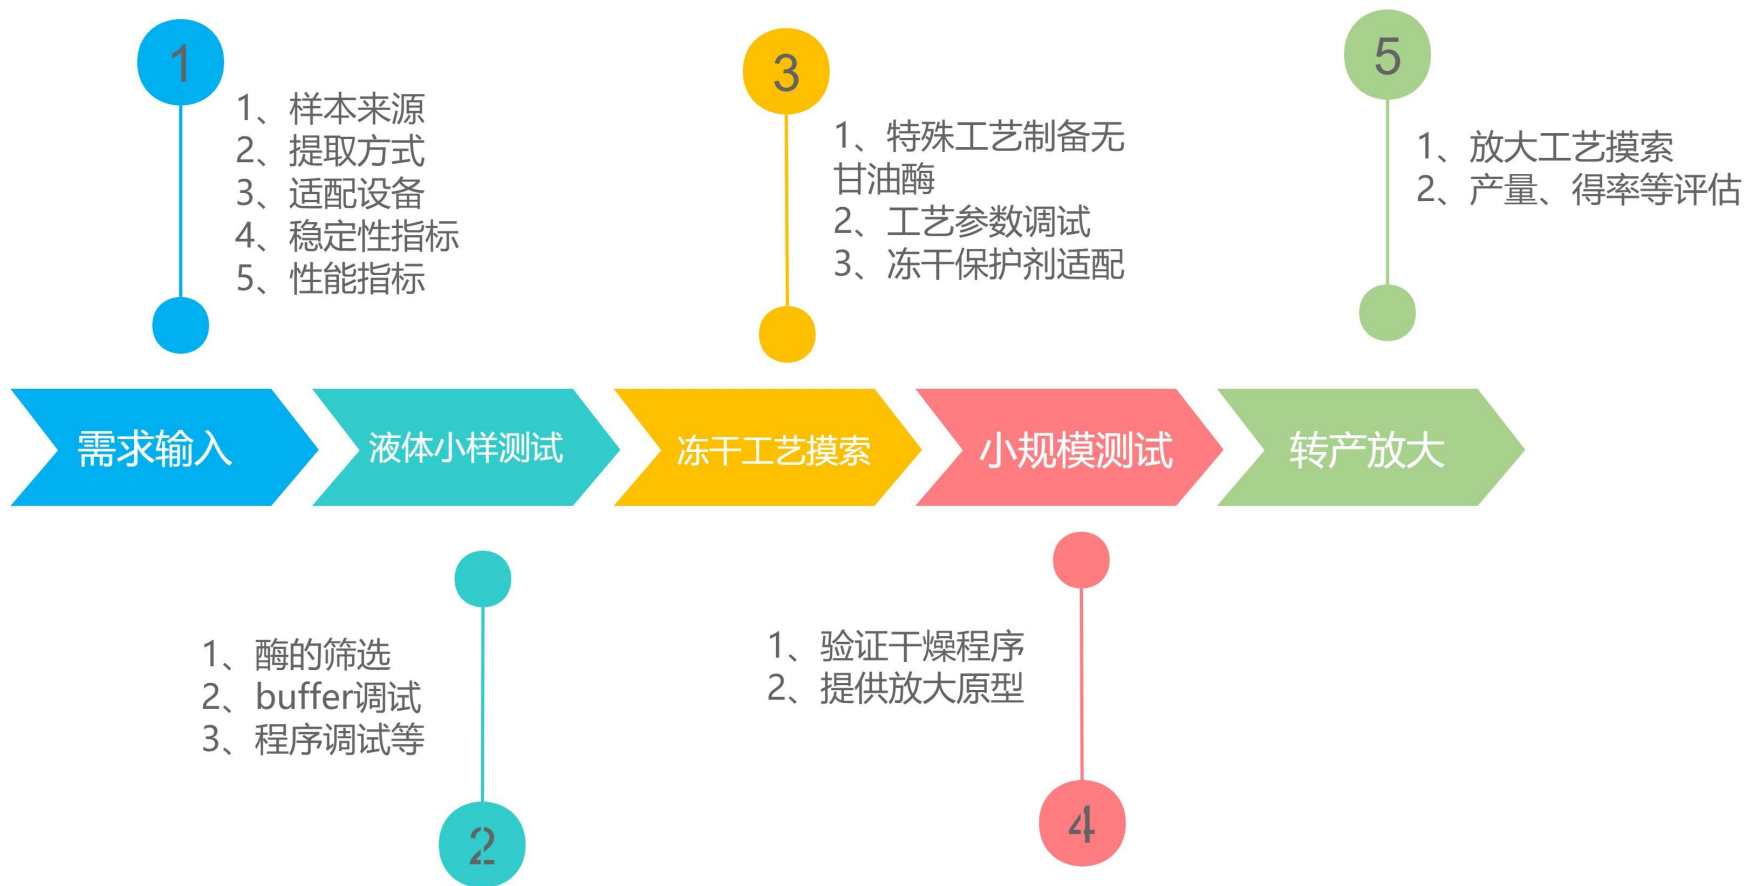 1
1、样本来源
2、提取方式
3、适配设备
4、稳定性指标
5、性能指标
3
1、特殊工艺制备无
甘油酶
2、工艺参数调试
3、冻干保护剂适配
5
1、放大工艺摸索
2、产量、得率等评估
需求输入
液体小样测试
冻干工艺摸索
小规模测试
转产放大
1、酶的筛选
2、buffer调试
3、程序调试等
2
1、验证干燥程序
2、提供放大原型
4